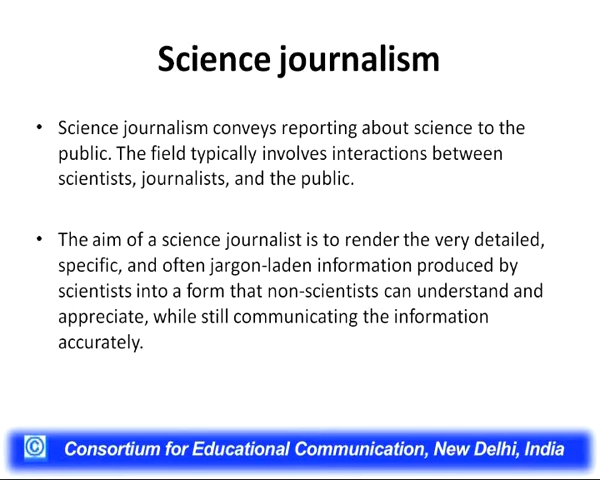 Science journalism
• Science journalism conveys reporting about science to the
public. The field typically involves interactions between
scientists, journalists, and the public.
• The aim of a science journalist is to render the very detailed,
specific, and often jargon-laden information produced by
scientists into a form that non-scientists can understand and
appreciate, while still communicating the information
accurately.
© Consortium for Educational Communication, New Delhi, India